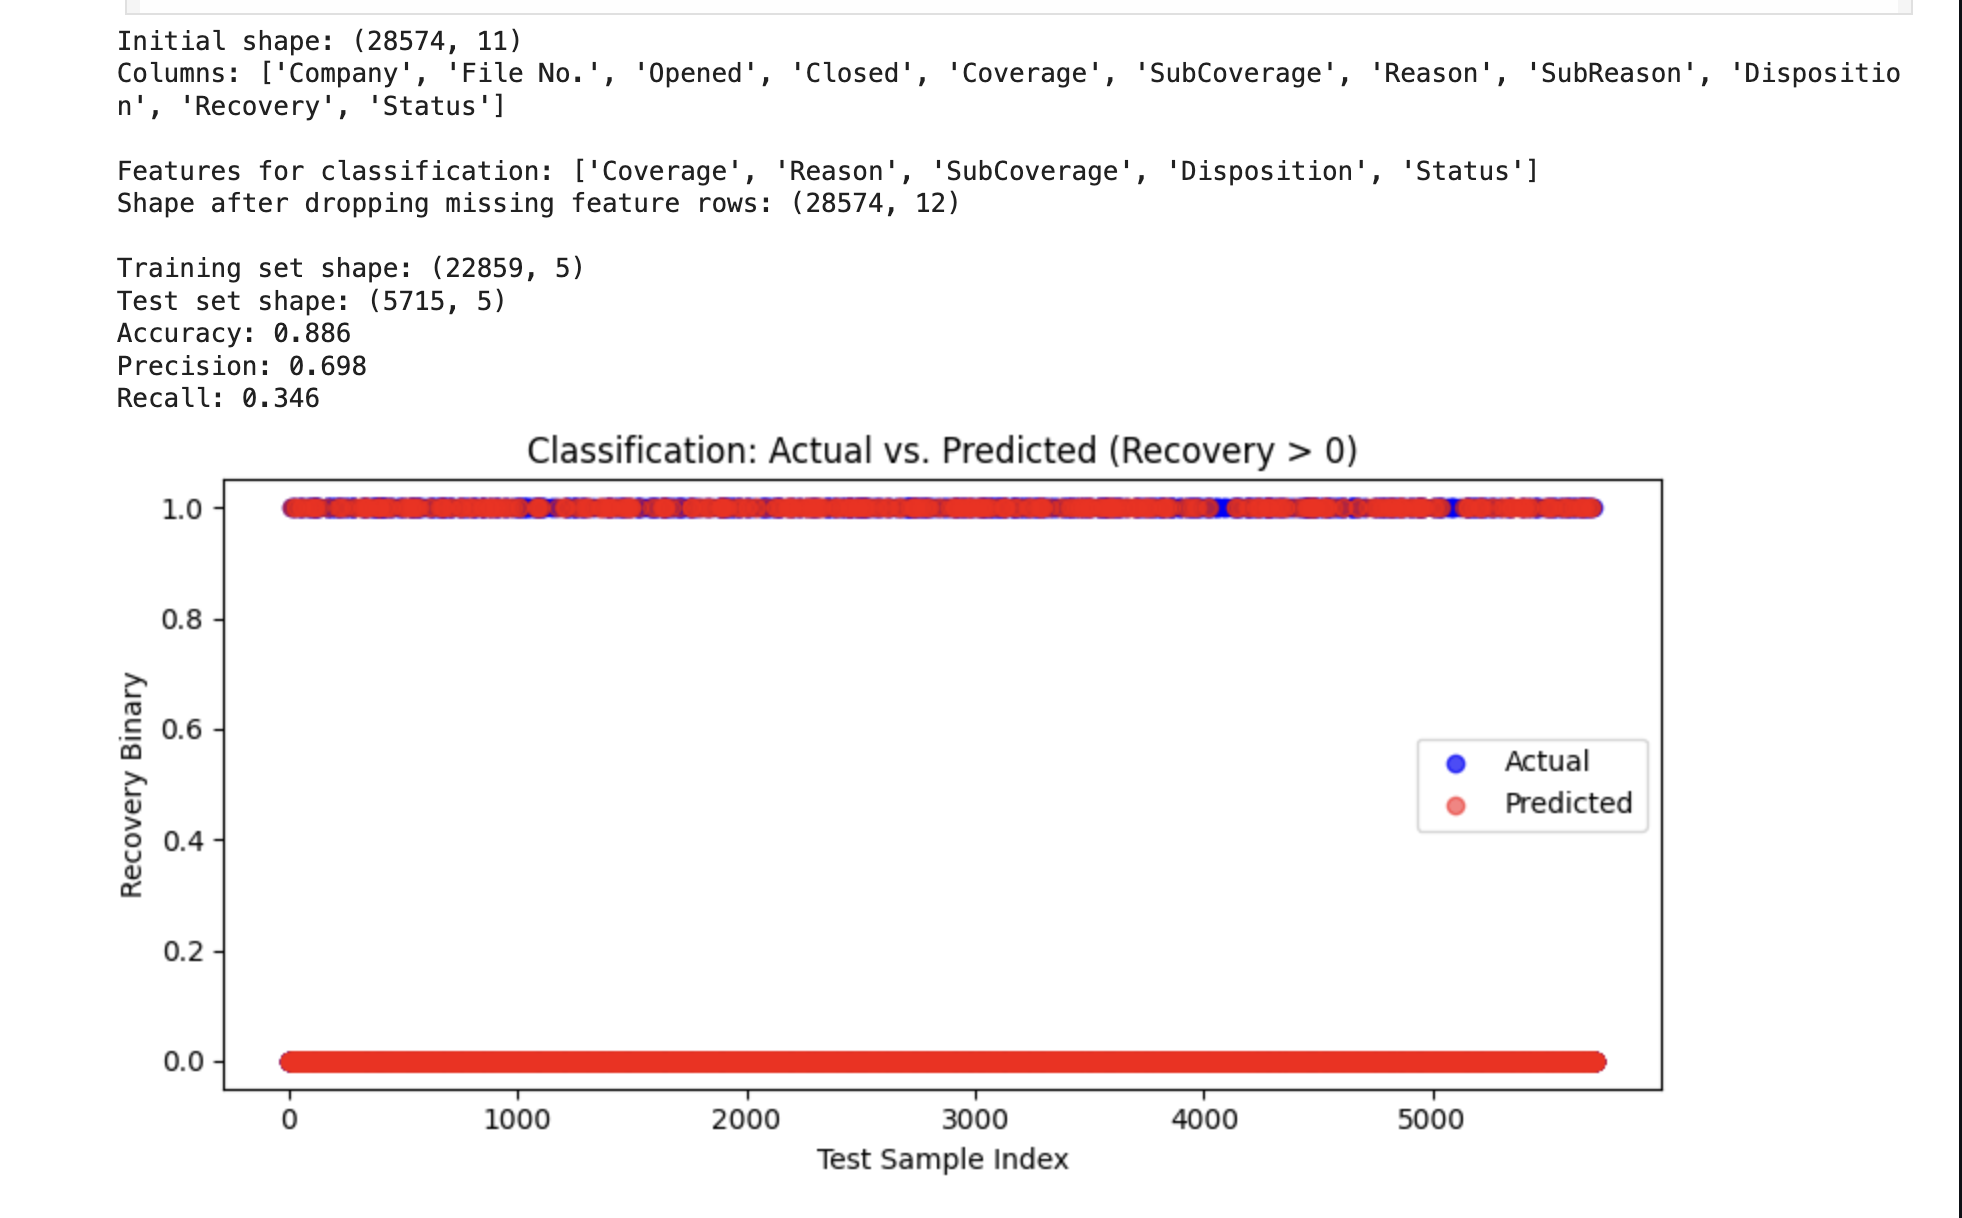 Initial shape: (28574, 11)
Columns: ['Company', 'File No.', 'Opened', 'Closed', 'Coverage', 'SubCoverage', 'Reason', 'SubReason', 'Dispositio
n', 'Recovery', 'Status']
Features for classification: ['Coverage', 'Reason', 'SubCoverage', 'Disposition', 'Status']
Shape after dropping missing feature rows: (28574, 12)
Training set shape: (22859, 5)
Test set shape: (5715, 5)
Accuracy: 0.886
Precision: 0.698
Recall: 0.346
Classification: Actual vs. Predicted (Recovery > 0)
1.0
0.8
0.6
0.4
0.2
0.0
Recovery Binary
Actual
Predicted
0 1000 2000 3000 4000 5000
Test Sample Index